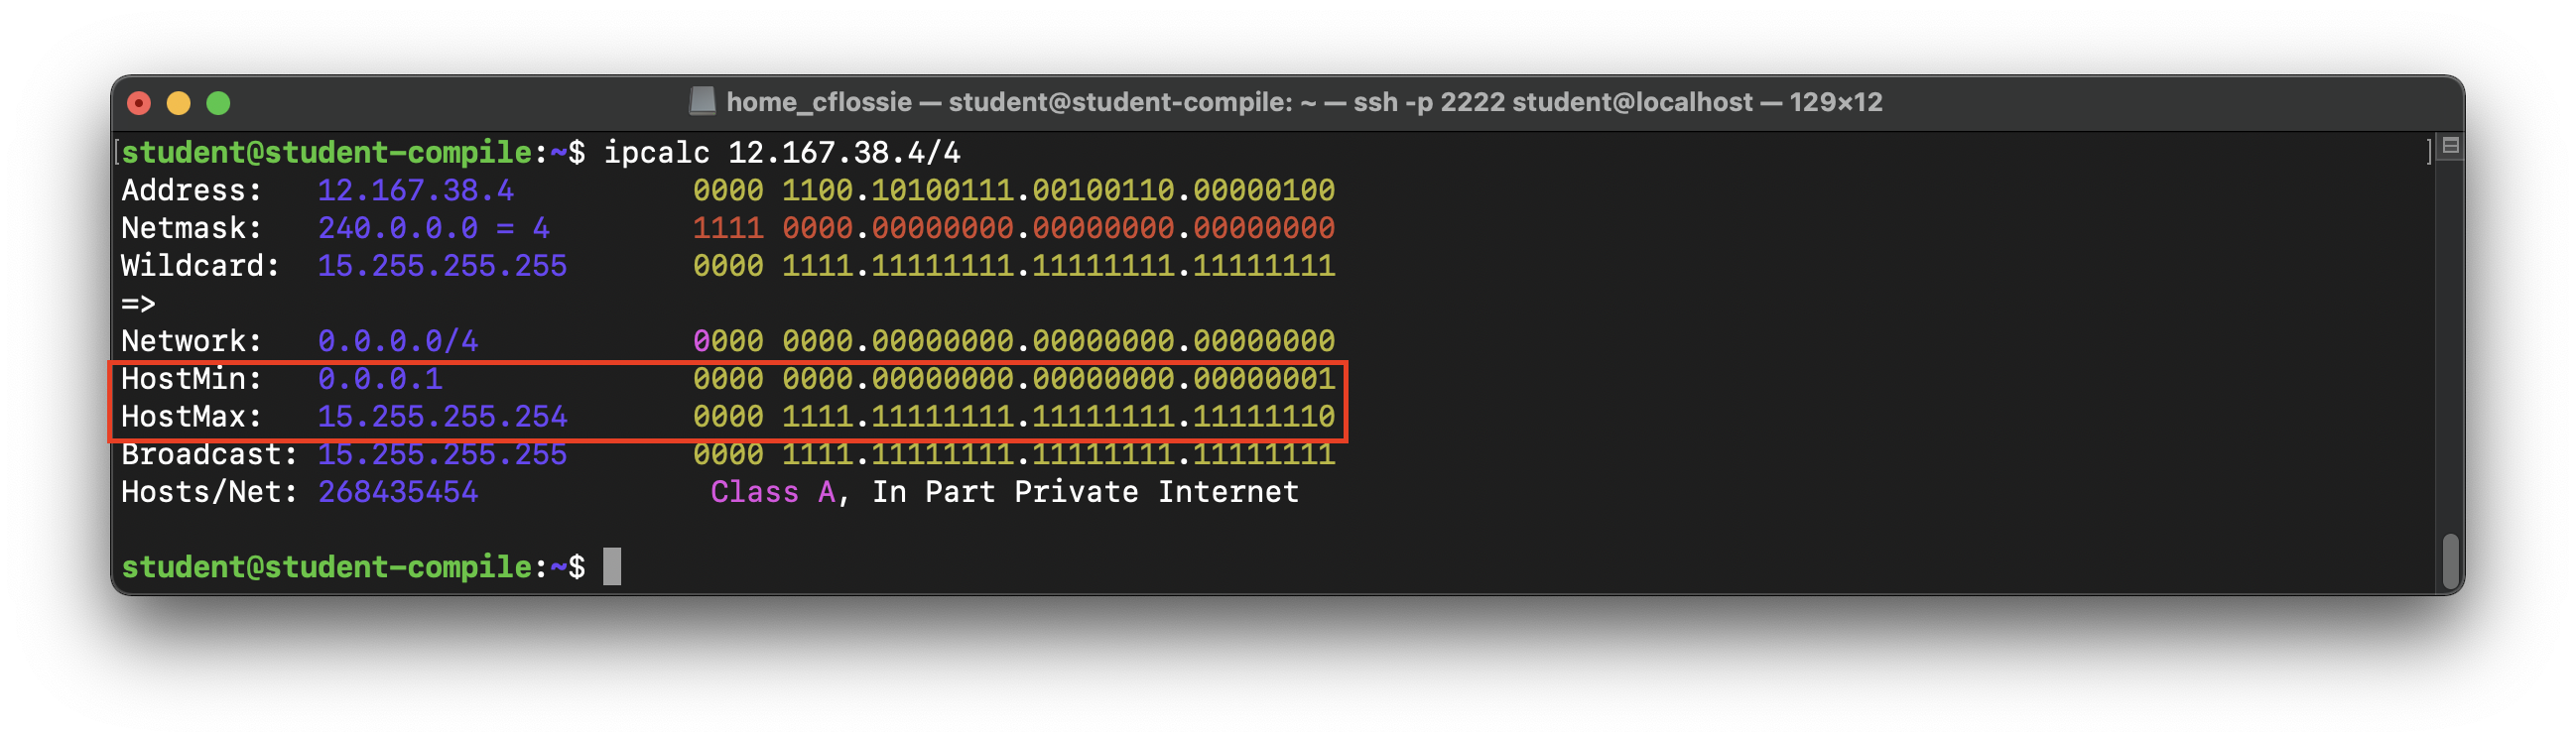 home_cflossie — student@student-compile: ~ — ssh -p 2222 student@localhost — 129×12
[student@student-compile:~$ ipcalc 12.167.38.4/4 ]
Address:   12.167.38.4          0000 1100.10100111.00100110.00000100
Netmask:   240.0.0.0 = 4        1111 0000.00000000.00000000.00000000
Wildcard:  15.255.255.255       0000 1111.11111111.11111111.11111111
=>
Network:   0.0.0.0/4            0000 0000.00000000.00000000.00000000
HostMin:   0.0.0.1              0000 0000.00000000.00000000.00000001
HostMax:   15.255.255.254       0000 1111.11111111.11111111.11111110
Broadcast: 15.255.255.255       0000 1111.11111111.11111111.11111111
Hosts/Net: 268435454             Class A, In Part Private Internet
student@student-compile:~$